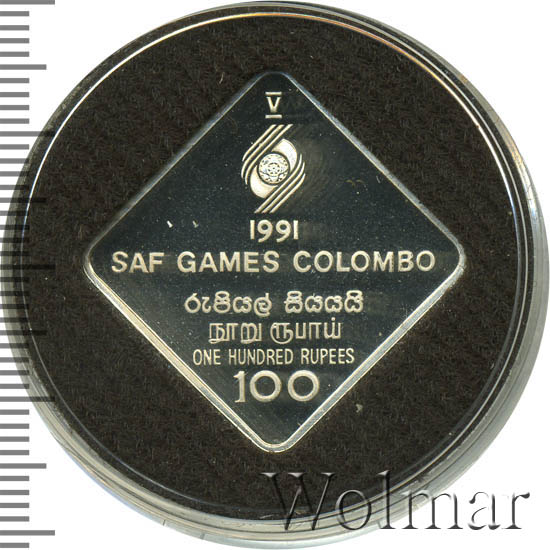 V
1991
SAF GAMES COLOMBO
රුපියල් සියයයි
நூறு ரூபாய்
ONE HUNDRED RUPEES
100
Wolmar